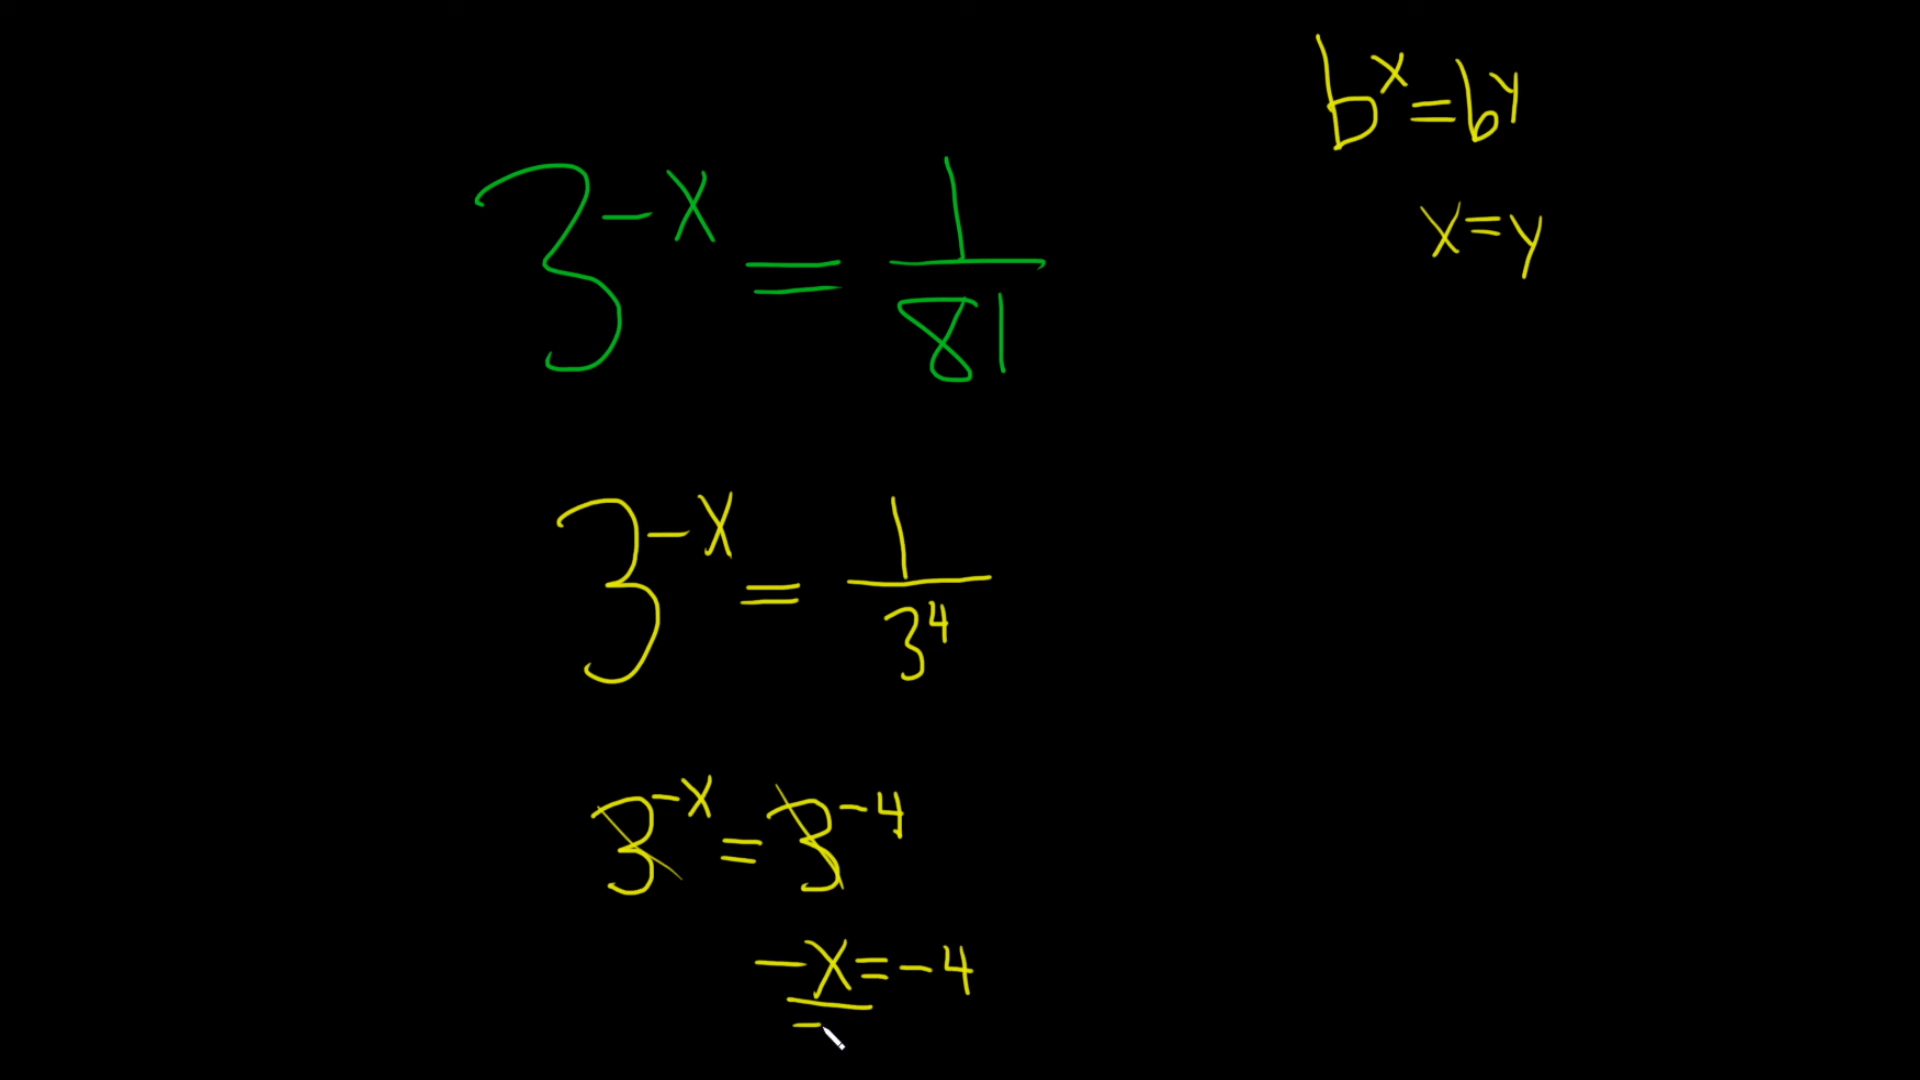 b^x = b^y
x = y
3^-x = 1/81
3^-x = 1/3^4
3^-x = 3^-4
-x = -4
-